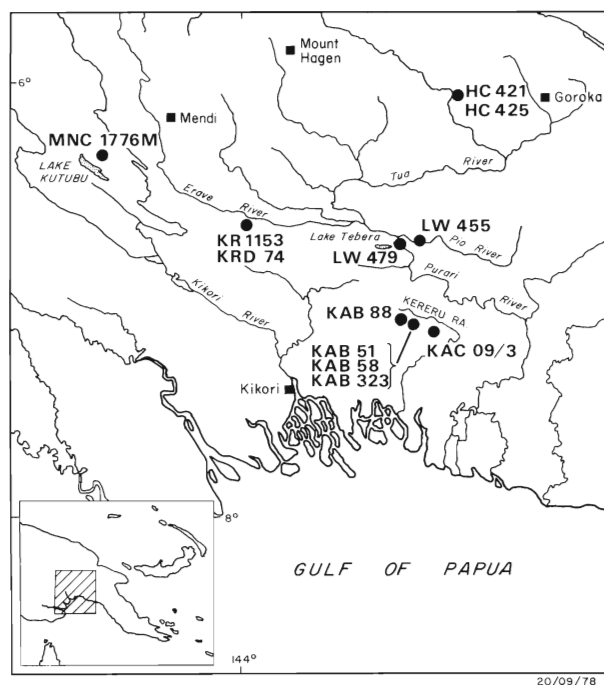 Mount
Hagen
6°
HC 421
HC 425
Goroka
Mendi
MNC 1776M
LAKE
KUTUBU
Tua River
Erave River
KR 1153
KRD 74
Lake Tebera
LW 455
LW 479
Pio River
Purari River
Kikori River
KAB 88
KERERU RA
KAB 51
KAB 58
KAB 323
KAC 09/3
Kikori
8°
GULF OF PAPUA
144°
20/09/78